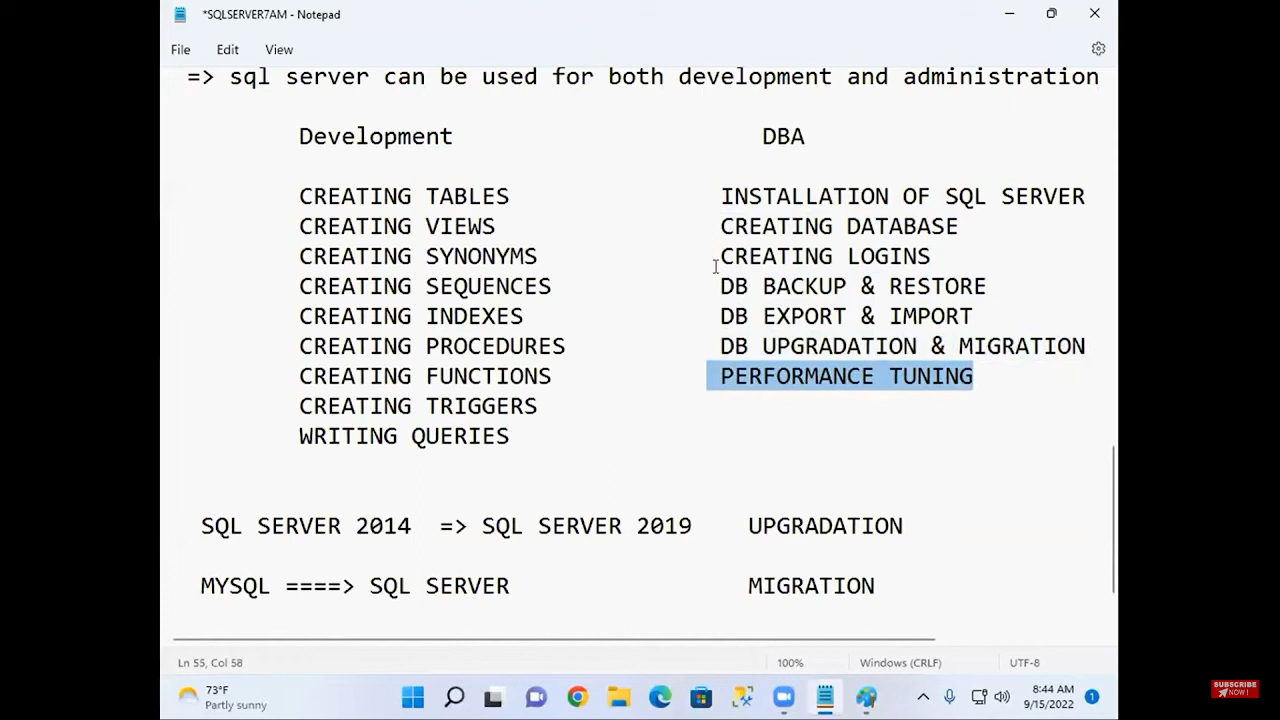 *SQLSERVER7AM - Notepad
File Edit View
=> sql server can be used for both development and administration
Development DBA
CREATING TABLES INSTALLATION OF SQL SERVER
CREATING VIEWS CREATING DATABASE
CREATING SYNONYMS CREATING LOGINS
CREATING SEQUENCES DB BACKUP & RESTORE
CREATING INDEXES DB EXPORT & IMPORT
CREATING PROCEDURES DB UPGRADATION & MIGRATION
CREATING FUNCTIONS PERFORMANCE TUNING
CREATING TRIGGERS
WRITING QUERIES
SQL SERVER 2014 => SQL SERVER 2019 UPGRADATION
MYSQL ====> SQL SERVER MIGRATION
Ln 55, Col 58 100% Windows (CRLF) UTF-8
73°F
Partly sunny
8:44 AM
9/15/2022
1
SUBSCRIBE
NOW!